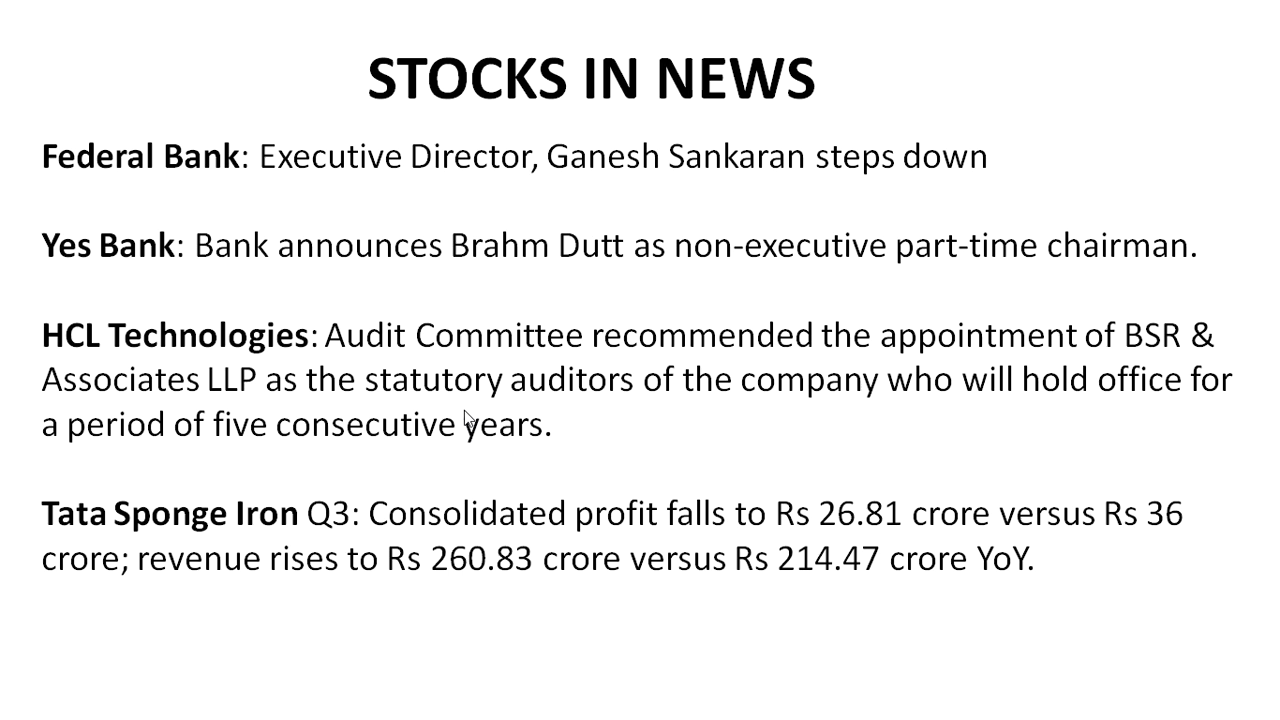 STOCKS IN NEWS
Federal Bank: Executive Director, Ganesh Sankaran steps down
Yes Bank: Bank announces Brahm Dutt as non-executive part-time chairman.
HCL Technologies: Audit Committee recommended the appointment of BSR &
Associates LLP as the statutory auditors of the company who will hold office for
a period of five consecutive years.
Tata Sponge Iron Q3: Consolidated profit falls to Rs 26.81 crore versus Rs 36
crore; revenue rises to Rs 260.83 crore versus Rs 214.47 crore YoY.